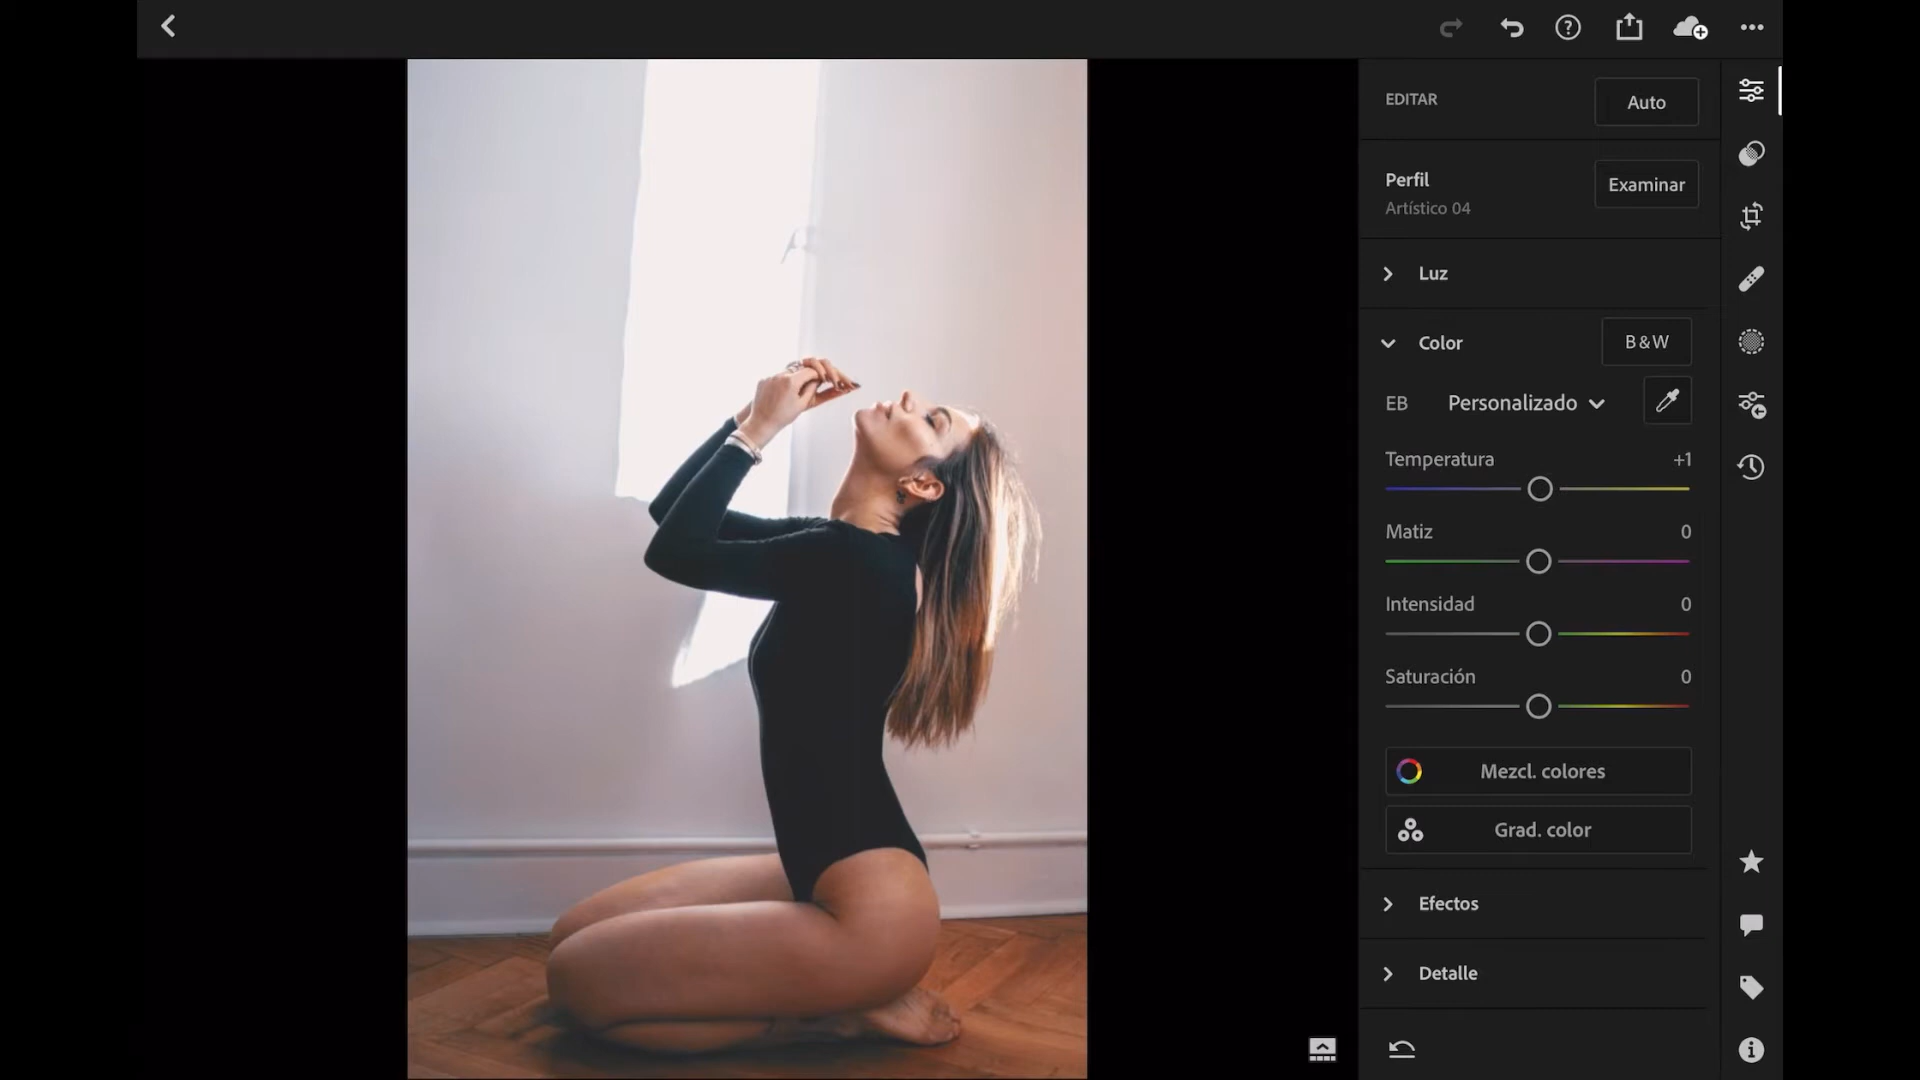 EDITAR
Auto
Perfil
Artístico 04
Examinar
Luz
Color
B & W
EB
Personalizado
Temperatura
+1
Matiz
0
Intensidad
0
Saturación
0
Mezcl. colores
Grad. color
Efectos
Detalle